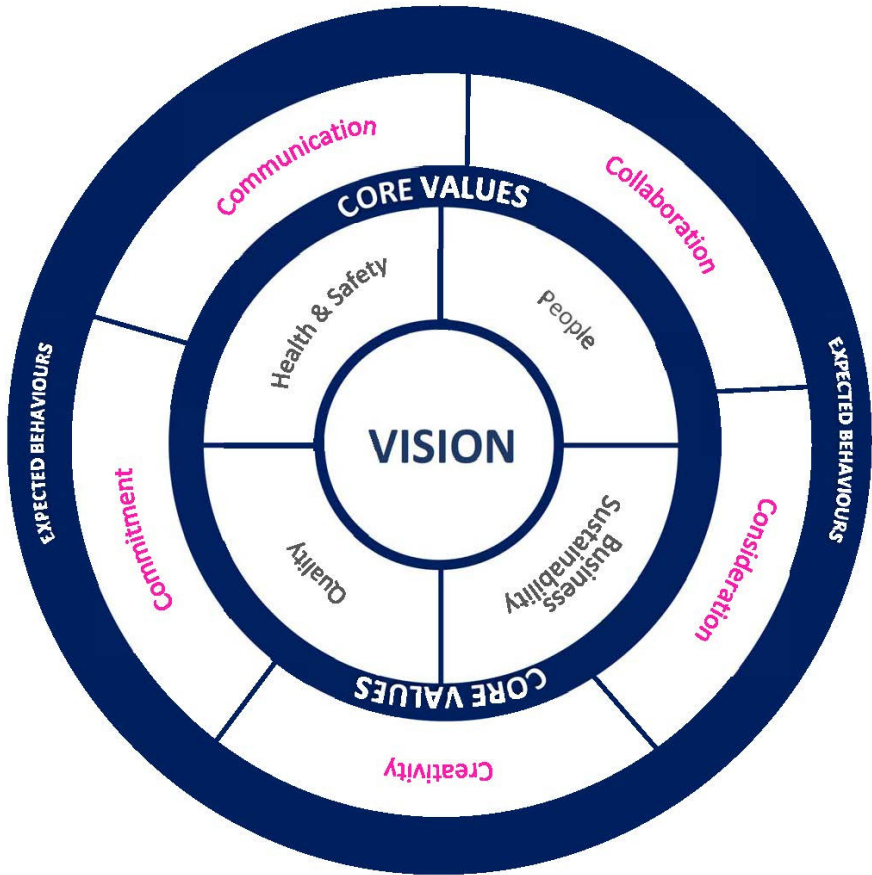 EXPECTED BEHAVIOURS
Communication
Collaboration
Consideration
Creativity
Commitment
EXPECTED BEHAVIOURS
CORE VALUES
Health & Safety
People
Business
Sustainability
Quality
CORE VALUES
VISION